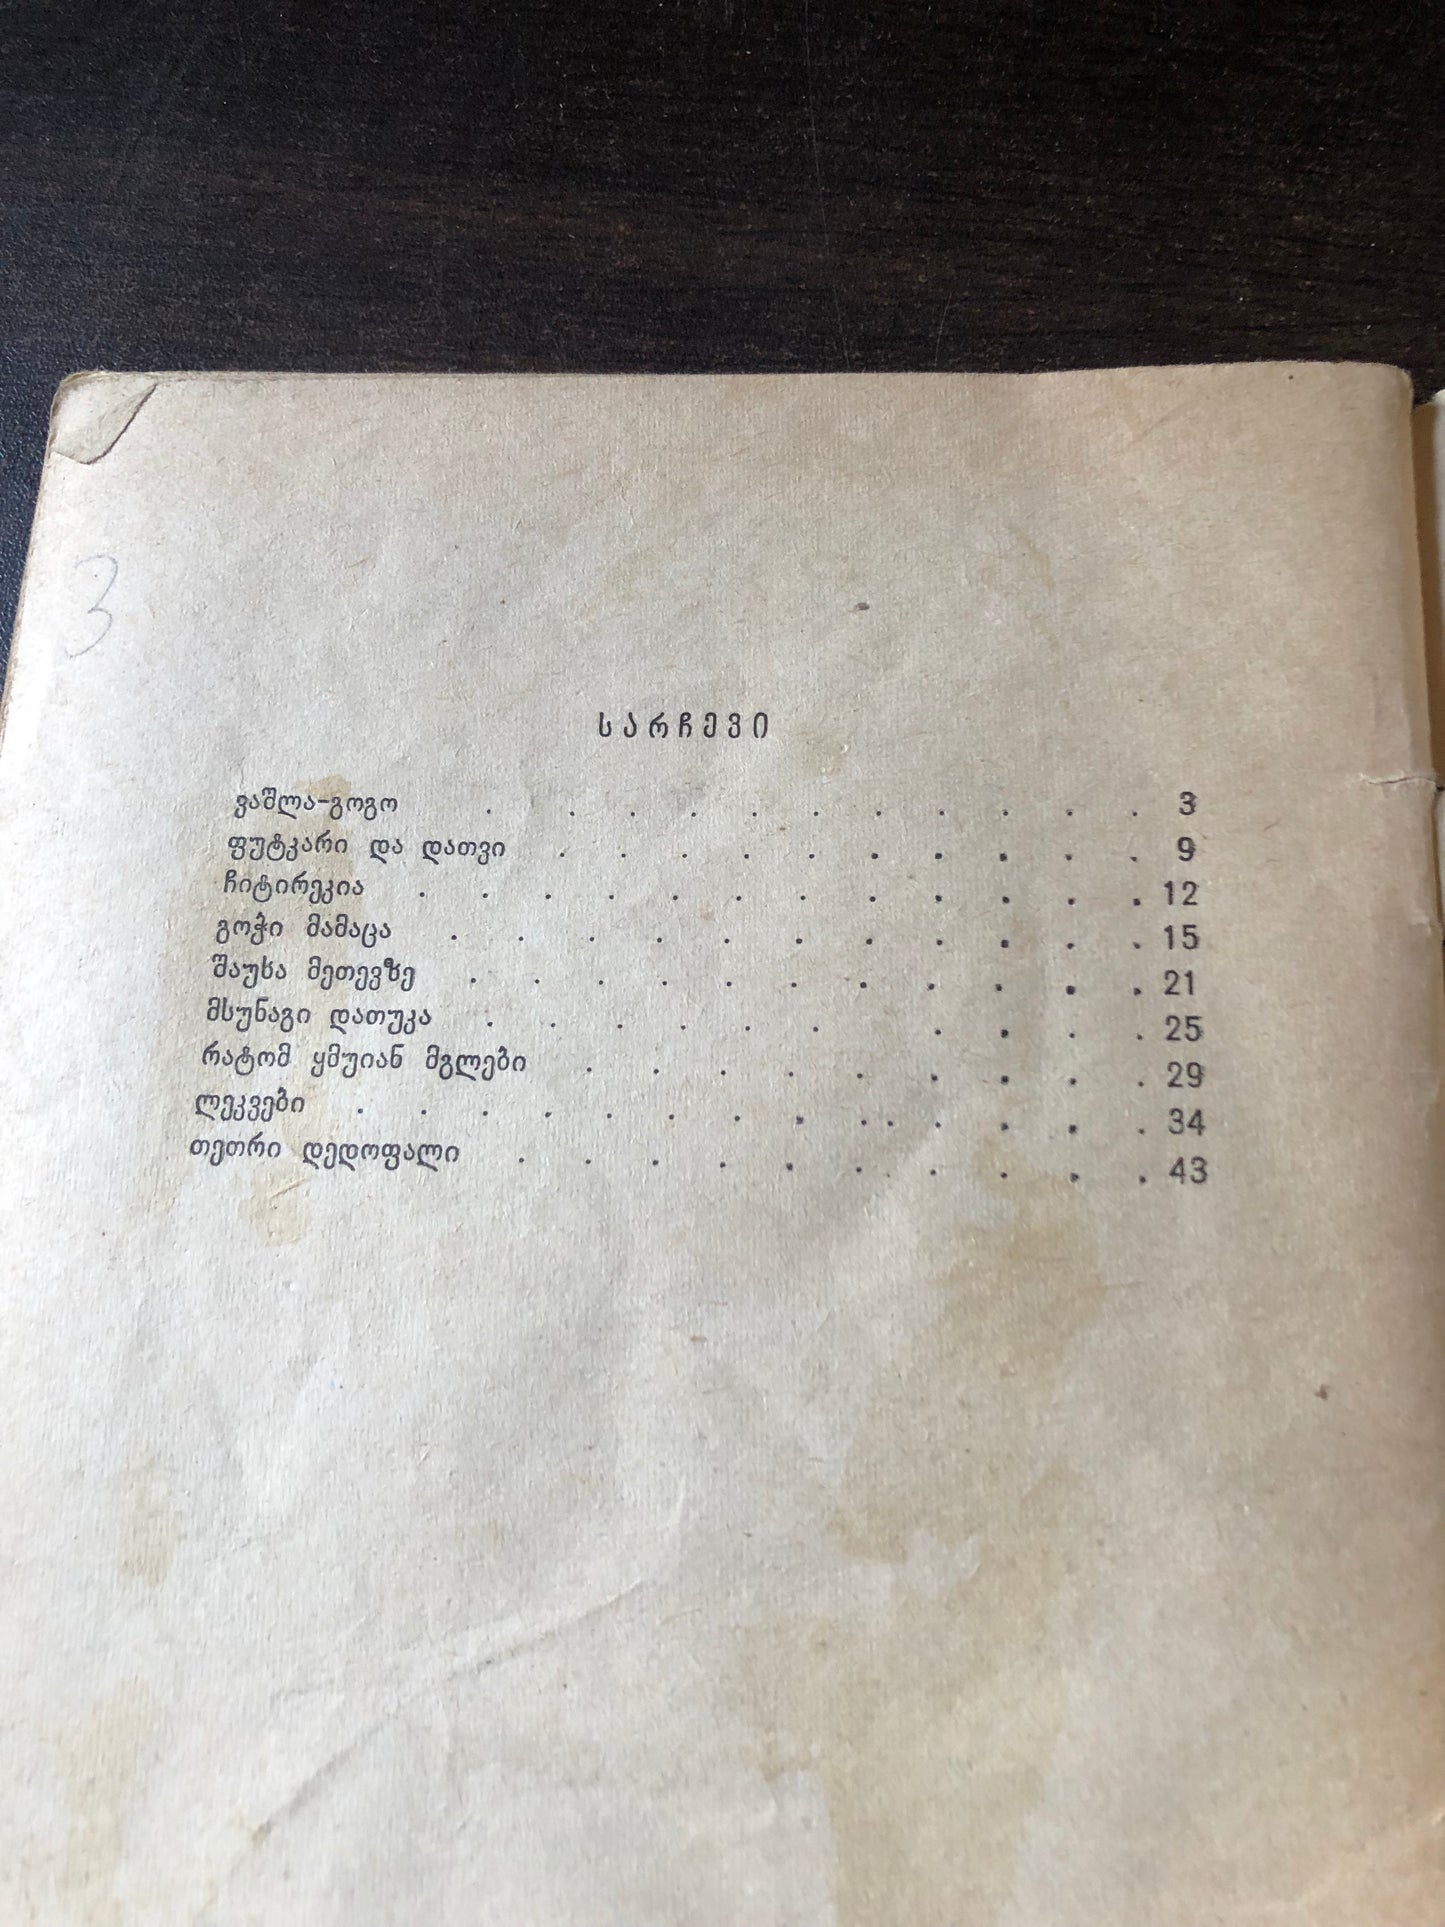 3
სარჩევი
ვაშლა-გოგო . . . . . . . . . . 3
ფუტკარი და დათვი . . . . . . . . . . 9
ჩიტირეკია . . . . . . . . . . . . 12
გოჭი მამაცა . . . . . . . . . . . 15
შაუხა მეთევზე . . . . . . . . . . . 21
მსუნაგი დათუკა . . . . . . . . . . 25
რატომ ყმუიან მგლები . . . . . . . . . 29
ლეკვები . . . . . . . . . . . . . . 34
თეთრი დედოფალი . . . . . . . . . . . 43